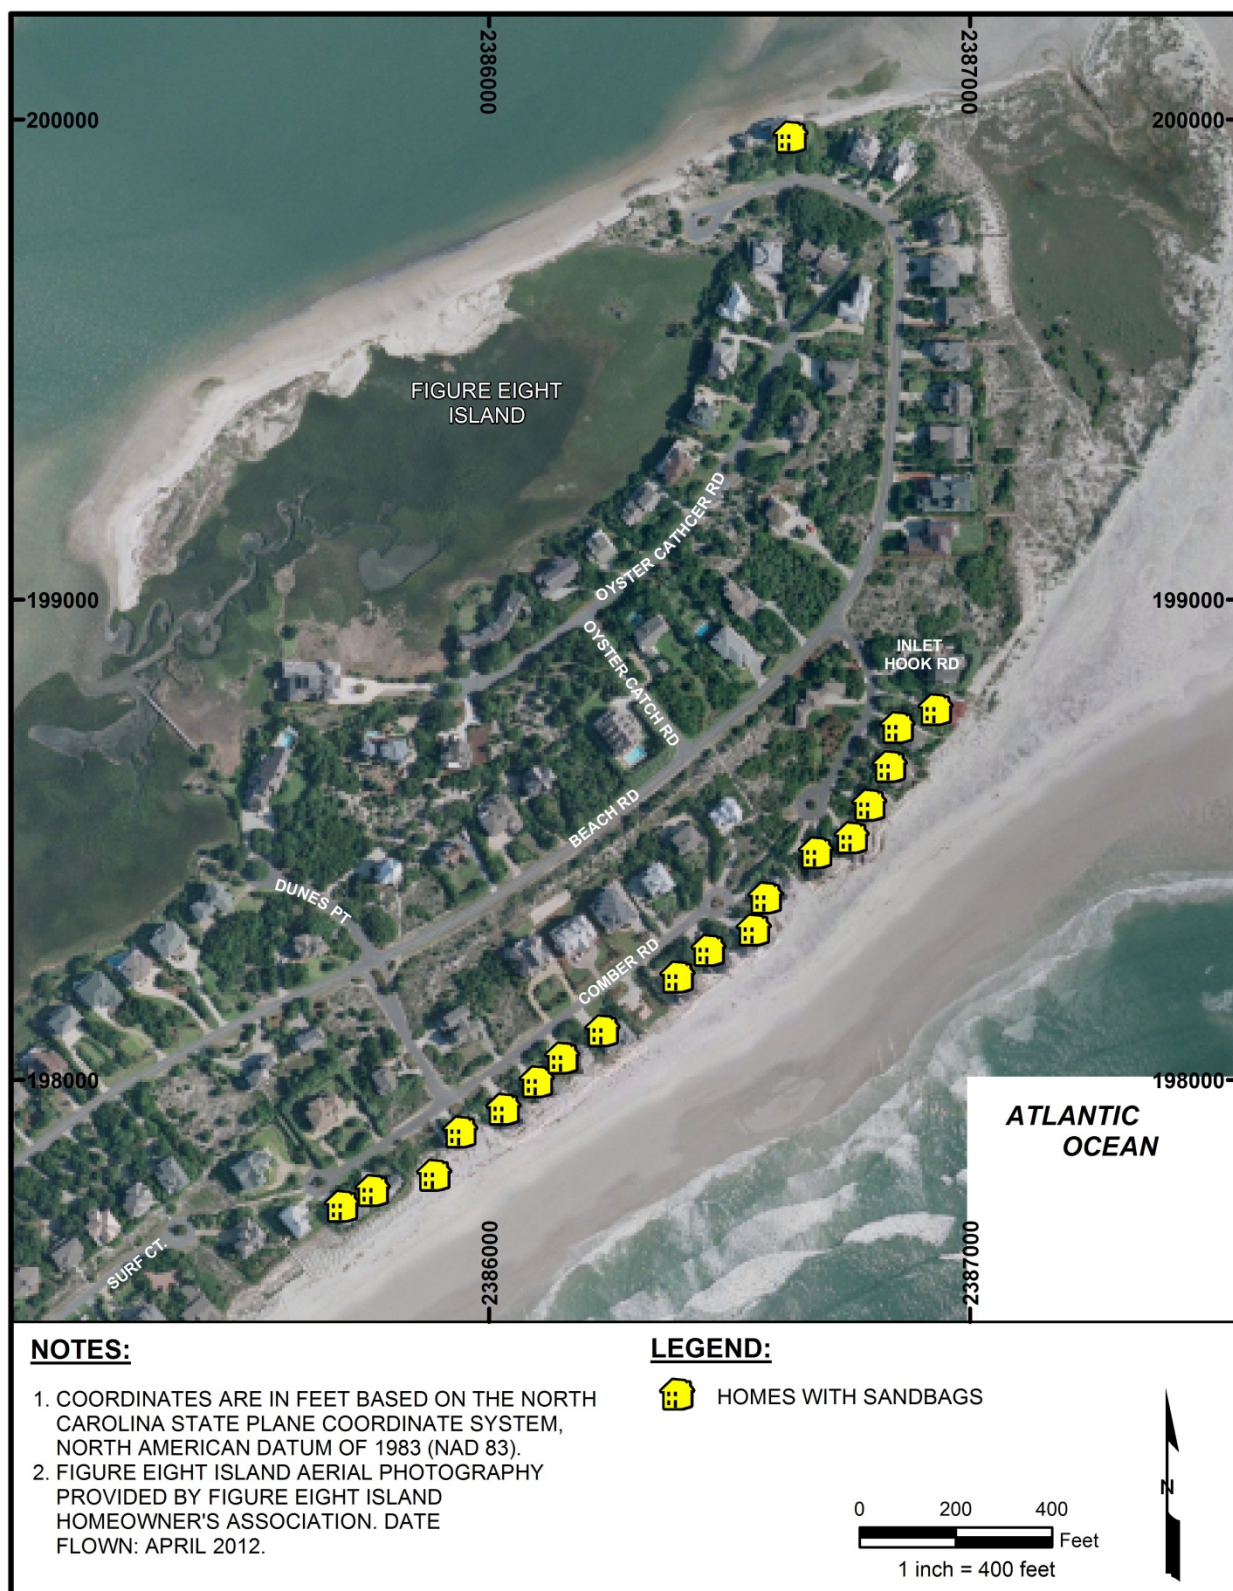 2386000
2387000
200000
200000
FIGURE EIGHT
ISLAND
OYSTER CATHCER RD
199000
199000
OYSTER CATCH RD
INLET
HOOK RD
BEACH RD
DUNES PT
COMBER RD
198000
198000
ATLANTIC
OCEAN
SURF CT.
2386000
2387000
NOTES:
1. COORDINATES ARE IN FEET BASED ON THE NORTH
CAROLINA STATE PLANE COORDINATE SYSTEM,
NORTH AMERICAN DATUM OF 1983 (NAD 83).
2. FIGURE EIGHT ISLAND AERIAL PHOTOGRAPHY
PROVIDED BY FIGURE EIGHT ISLAND
HOMEOWNER'S ASSOCIATION. DATE
FLOWN: APRIL 2012.
LEGEND:
HOMES WITH SANDBAGS
N
0 200 400
Feet
1 inch = 400 feet